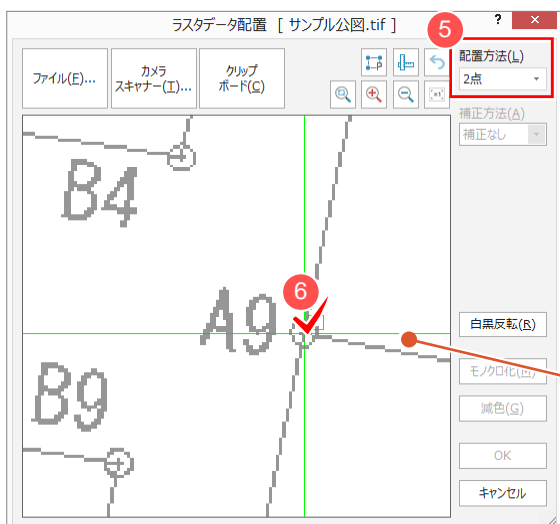 ラスタデータ配置 [ サンプル公図.tif ]
?
5
ファイル(F)...
カメラ
スキャナー(T)...
クリップ
ボード(C)
配置方法(L)
2点
補正方法(A)
補正なし
B4
6
A9
B9
白黒反転(R)
モノクロ化(M)
減色(G)
OK
キャンセル